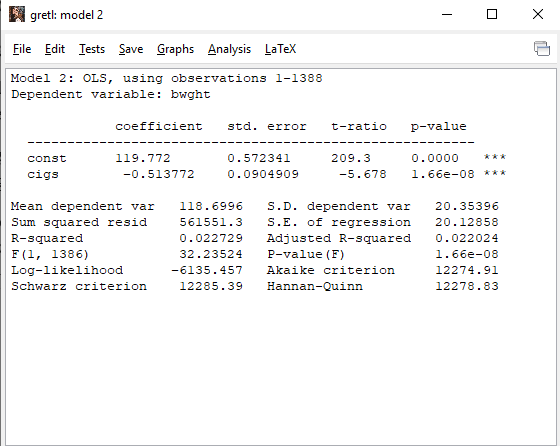 gretl: model 2
File Edit Tests Save Graphs Analysis LaTeX
Model 2: OLS, using observations 1-1388
Dependent variable: bwght
coefficient std. error t-ratio p-value
const 119.772 0.572341 209.3 0.0000 ***
cigs -0.513772 0.0904909 -5.678 1.66e-08 ***
Mean dependent var 118.6996 S.D. dependent var 20.35396
Sum squared resid 561551.3 S.E. of regression 20.12858
R-squared 0.022729 Adjusted R-squared 0.022024
F(1, 1386) 32.23524 P-value(F) 1.66e-08
Log-likelihood -6135.457 Akaike criterion 12274.91
Schwarz criterion 12285.39 Hannan-Quinn 12278.83